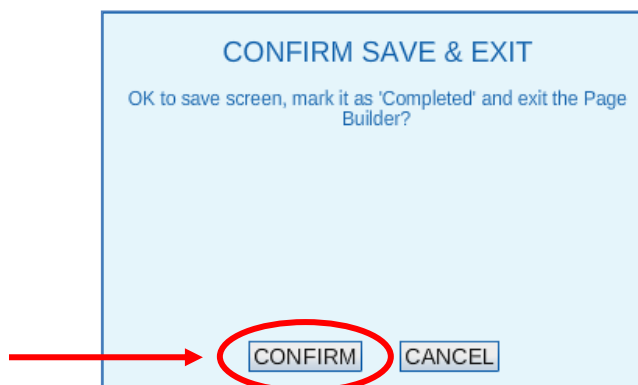 CONFIRM SAVE & EXIT
OK to save screen, mark it as 'Completed' and exit the Page
Builder?
CONFIRM CANCEL